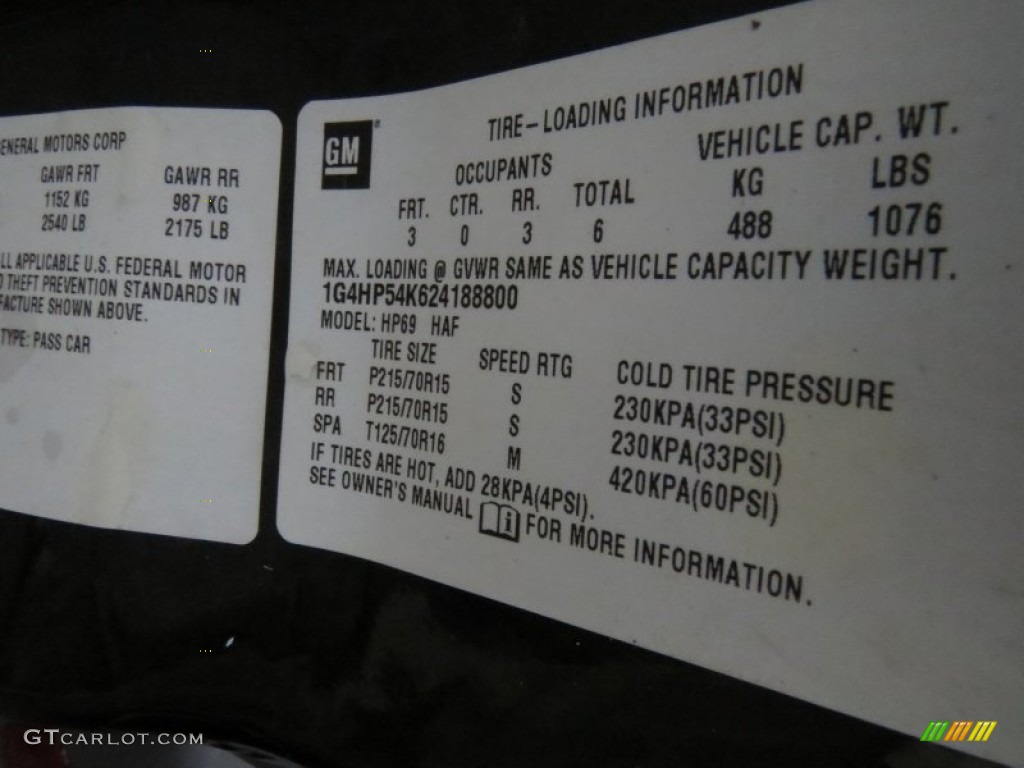 GENERAL MOTORS CORP
GAWR FRT GAWR RR
1152 KG 987 KG
2540 LB 2175 LB
ALL APPLICABLE U.S. FEDERAL MOTOR
THEFT PREVENTION STANDARDS IN
SHOWN ABOVE.
TYPE: PASS CAR
GM
TIRE-LOADING INFORMATION
OCCUPANTS VEHICLE CAP. WT.
FRT. CTR. RR. TOTAL KG LBS
3 0 3 6 488 1076
MAX. LOADING @ GVWR SAME AS VEHICLE CAPACITY WEIGHT.
1G4HP54K624188800
MODEL: HP69 HAF
TIRE SIZE SPEED RTG COLD TIRE PRESSURE
FRT P215/70R15 S 230KPA(33PSI)
RR P215/70R15 S 230KPA(33PSI)
SPA T125/70R16 M 420KPA(60PSI)
IF TIRES ARE HOT, ADD 28KPA(4PSI).
SEE OWNER'S MANUAL FOR MORE INFORMATION.
GTCARLOT.COM